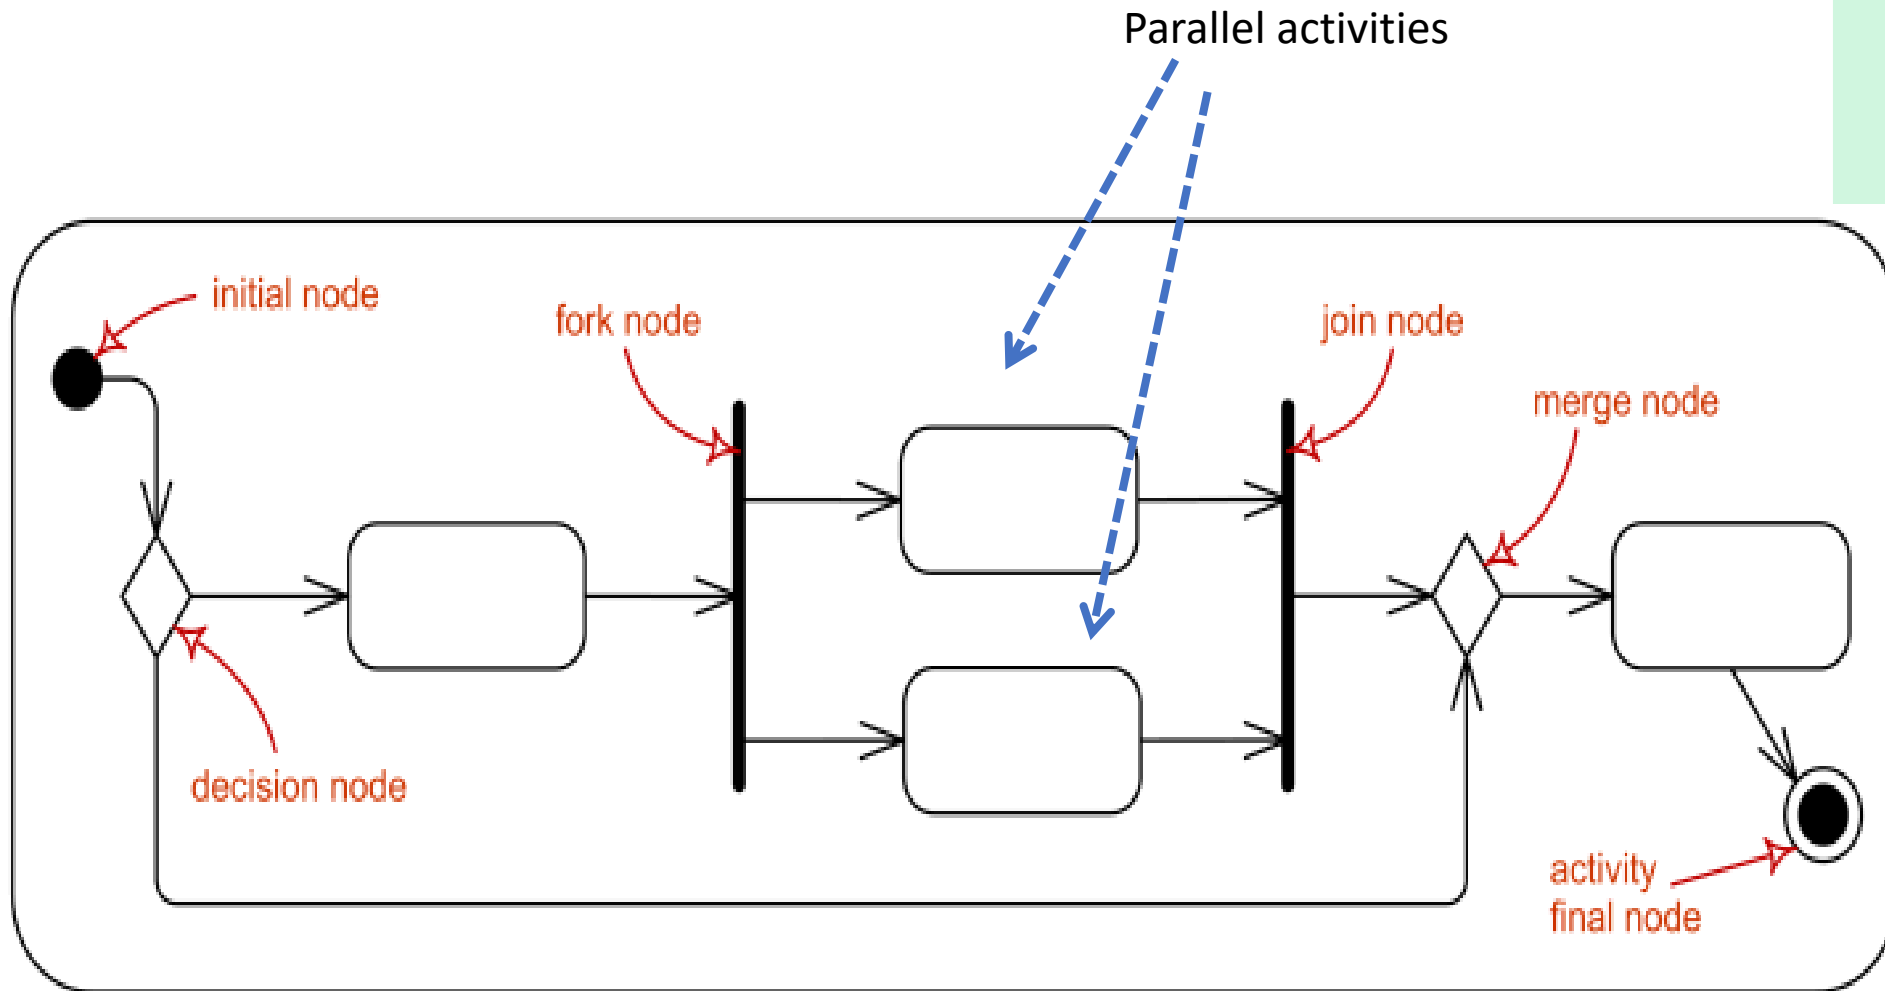 Parallel activities
initial node
fork node
join node
merge node
decision node
activity
final node